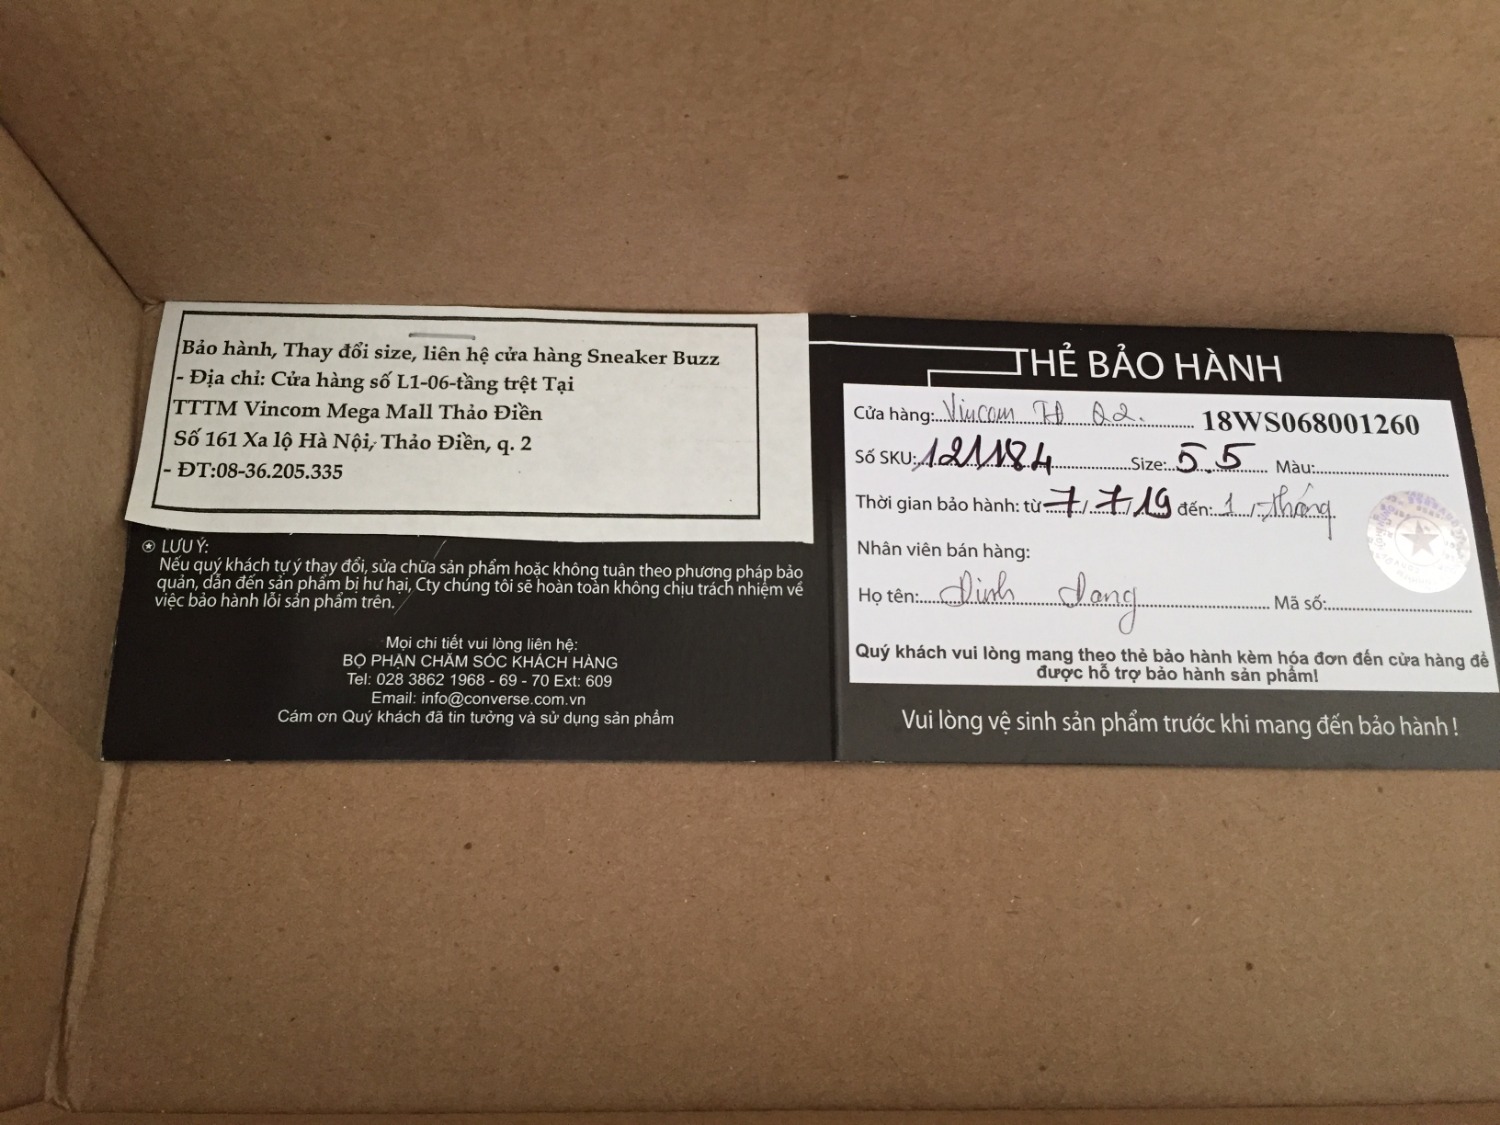 Bảo hành, Thay đổi size, liên hệ cửa hàng Sneaker Buzz
- Địa chỉ: Cửa hàng số L1-06-tầng trệt Tại
TTTM Vincom Mega Mall Thảo Điền
Số 161 Xa lộ Hà Nội, Thảo Điền, q. 2
- ĐT:08-36.205.335
LƯU Ý:
Nếu quý khách tự ý thay đổi, sửa chữa sản phẩm hoặc không tuân theo phương pháp bảo
quản, dẫn đến sản phẩm bị hư hại, Cty chúng tôi sẽ hoàn toàn không chịu trách nhiệm về
việc bảo hành lỗi sản phẩm trên.
Mọi chi tiết vui lòng liên hệ:
BỘ PHẬN CHĂM SÓC KHÁCH HÀNG
Tel: 028 3862 1968 - 69 - 70 Ext: 609
Email: info@converse.com.vn
Cám ơn Quý khách đã tin tưởng và sử dụng sản phẩm
THẺ BẢO HÀNH
Cửa hàng: Vincom TĐ Q2. 18WS068001260
Số SKU: 121184 Size: 5.5 Màu:
Thời gian bảo hành: từ 7/7/19 đến: 1 tháng
Nhân viên bán hàng:
Họ tên: Đinh Dang Mã số:
Quý khách vui lòng mang theo thẻ bảo hành kèm hóa đơn đến cửa hàng để
được hỗ trợ bảo hành sản phẩm!
Vui lòng vệ sinh sản phẩm trước khi mang đến bảo hành !